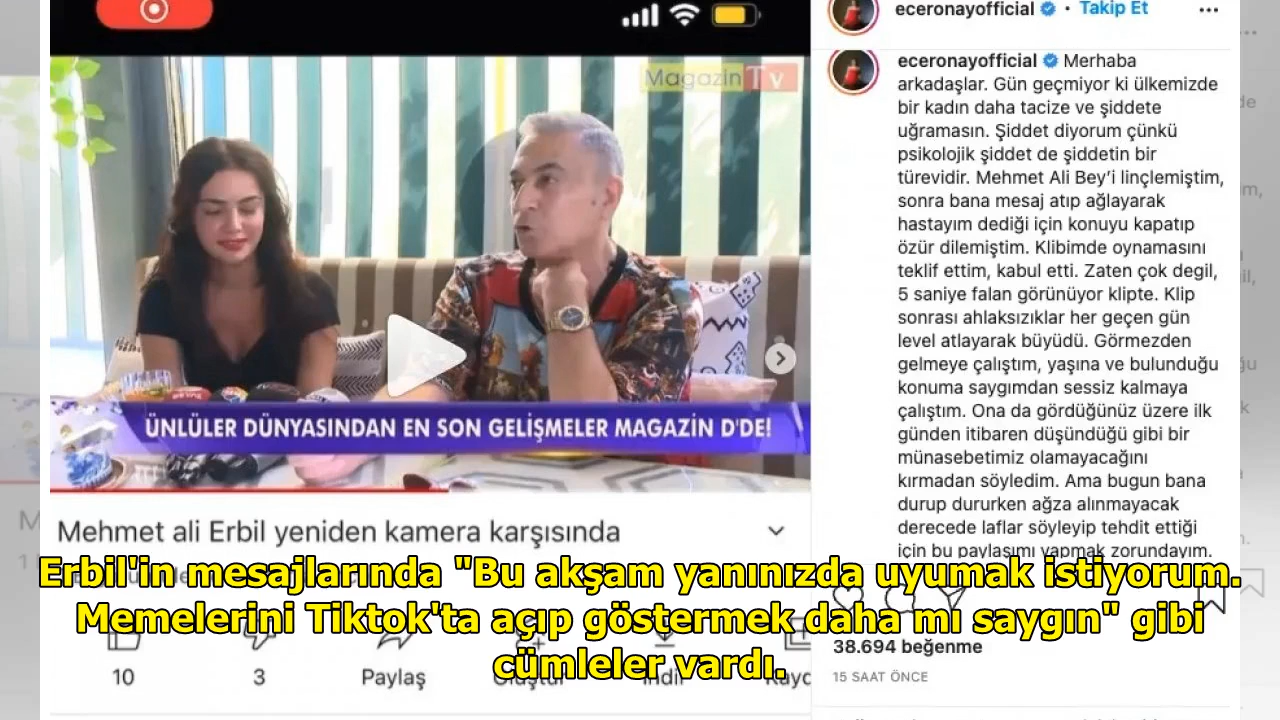 eceronayofficial • Takip Et ...
Magazin Tv
ÜNLÜLER DÜNYASINDAN EN SON GELİŞMELER MAGAZİN D'DE!
Mehmet ali Erbil yeniden kamera karşısında
10
3
Paylaş
eceronayofficial Merhaba
arkadaşlar. Gün geçmiyor ki ülkemizde
bir kadın daha tacize ve şiddete
uğramasın. Şiddet diyorum çünkü
psikolojik şiddet de şiddetin bir
türevidir. Mehmet Ali Bey’i linçlemiştim,
sonra bana mesaj atıp ağlayarak
hastayım dediği için konuyu kapatıp
özür dilemiştim. Klibimde oynamasını
teklif ettim, kabul etti. Zaten çok degil,
5 saniye falan görünüyor klipte. Klip
sonrası ahlaksızıklar her geçen gün
level atlayarak büyüdü. Görmezden
gelmeye çalıştım, yaşına ve bulunduğu
konuma saygımdan sessiz kalmaya
çalıştım. Ona da gördüğünüz üzere ilk
günden itibaren düşündüğü gibi bir
münasebetimiz olamayacağını
kırmadan söyledim. Ama bugun bana
durup dururken ağza alınmayacak
derecede laflar söyleyip tehdit ettiği
için bu paylaşımı yapmak zorundayım.
38.694 beğenme
15 SAAT ÖNCE
Erbil'in mesajlarında "Bu akşam yanınızda uyumak istiyorum.
Memelerini Tiktok'ta açıp göstermek daha mı saygın" gibi
cümleler vardı.